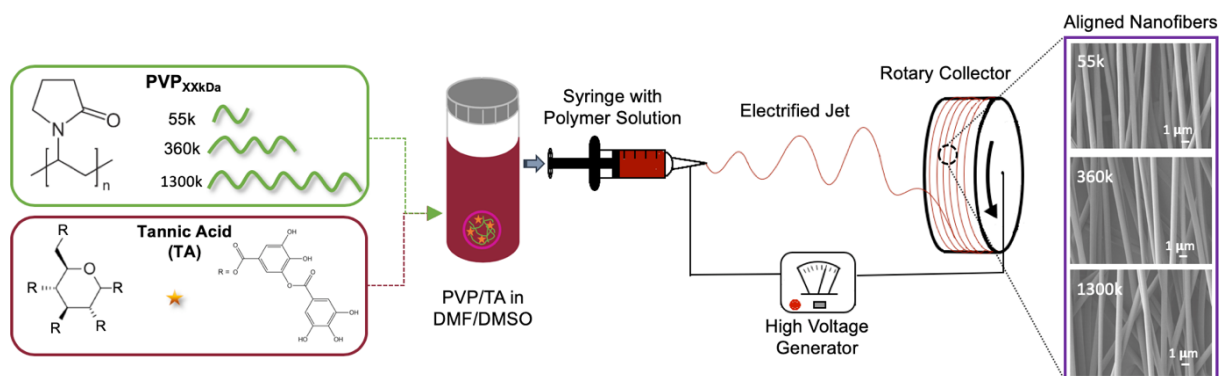 PVPXXkDa
55k
360k
1300k
N
O
n
Tannic Acid
(TA)
R
O
R
R
R
R
R =
O
O
OH
OH
O
O
OH
OH
OH
PVP/TA in
DMF/DMSO
Syringe with
Polymer Solution
Electrified Jet
High Voltage
Generator
Rotary Collector
Aligned Nanofibers
55k
1 μm
360k
1 μm
1300k
1 μm